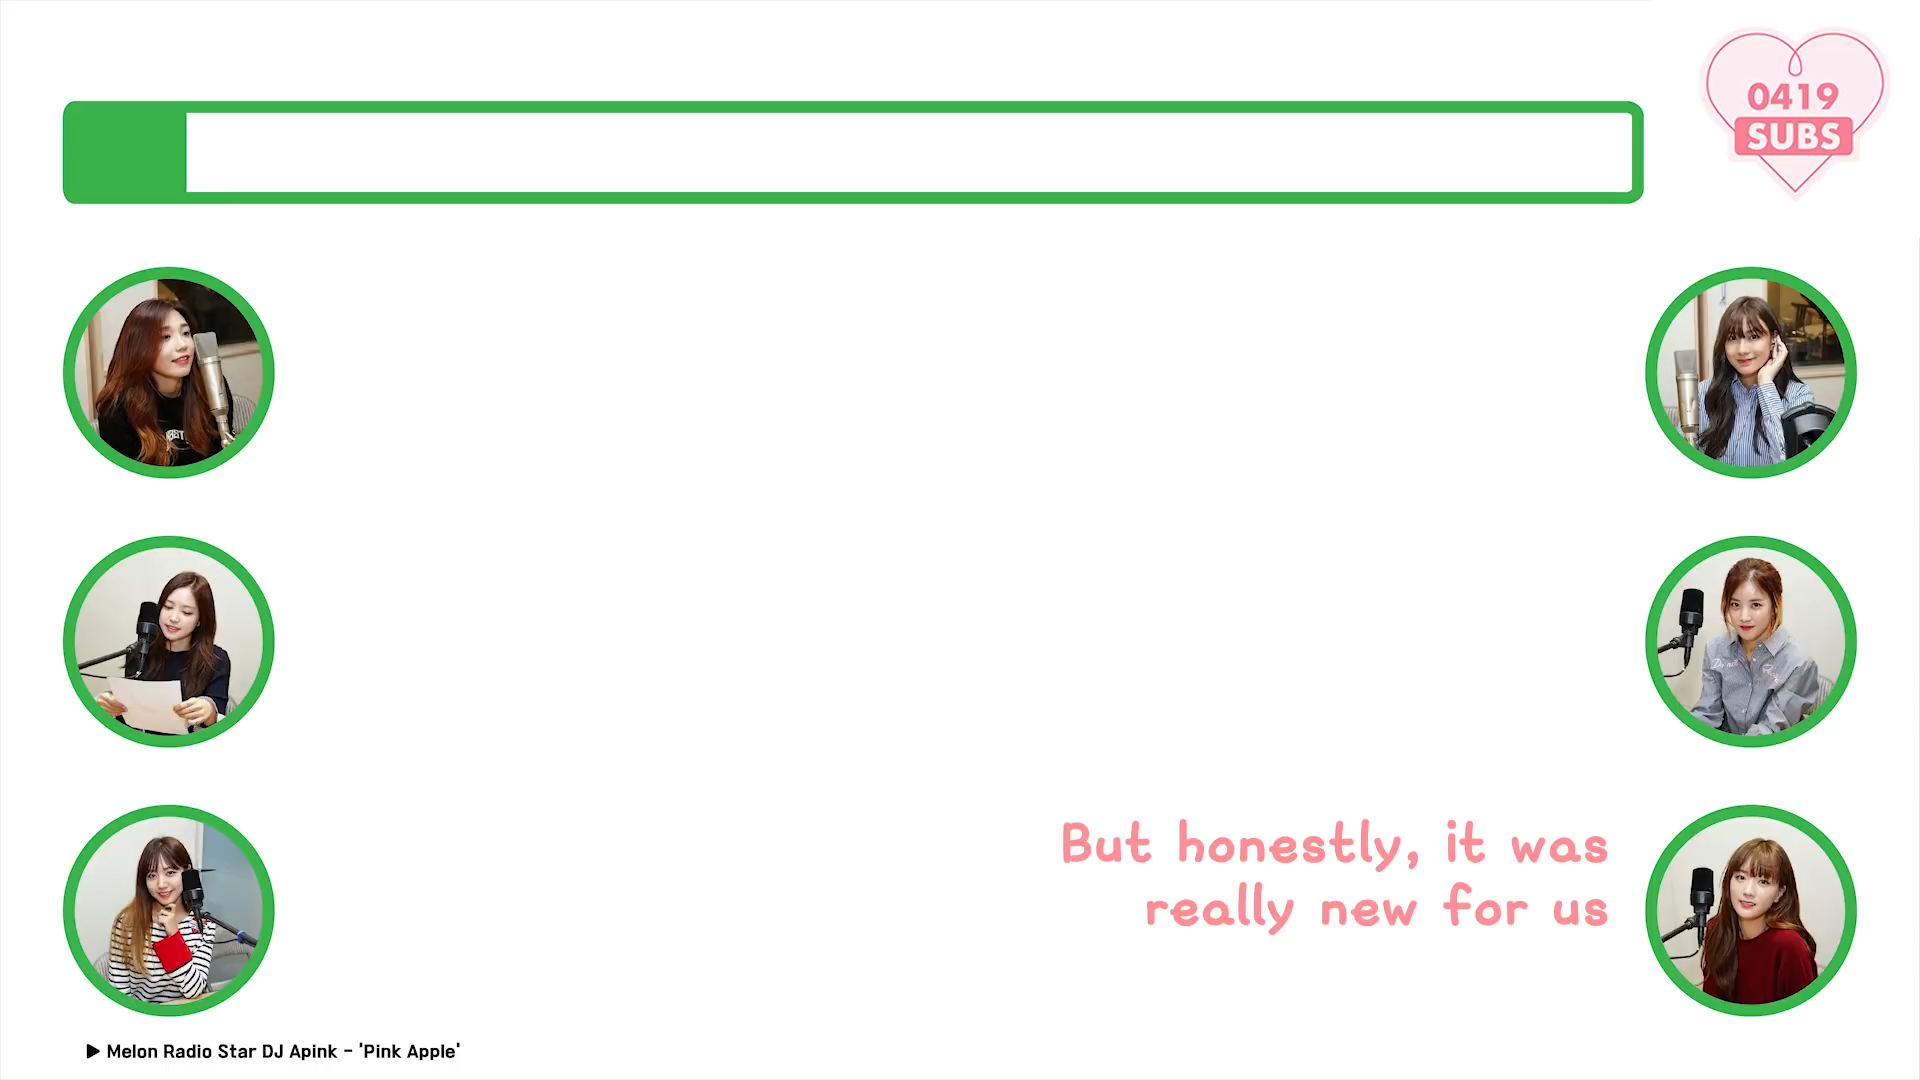 0419
SUBS
But honestly, it was
really new for us
▶ Melon Radio Star DJ Apink - 'Pink Apple'